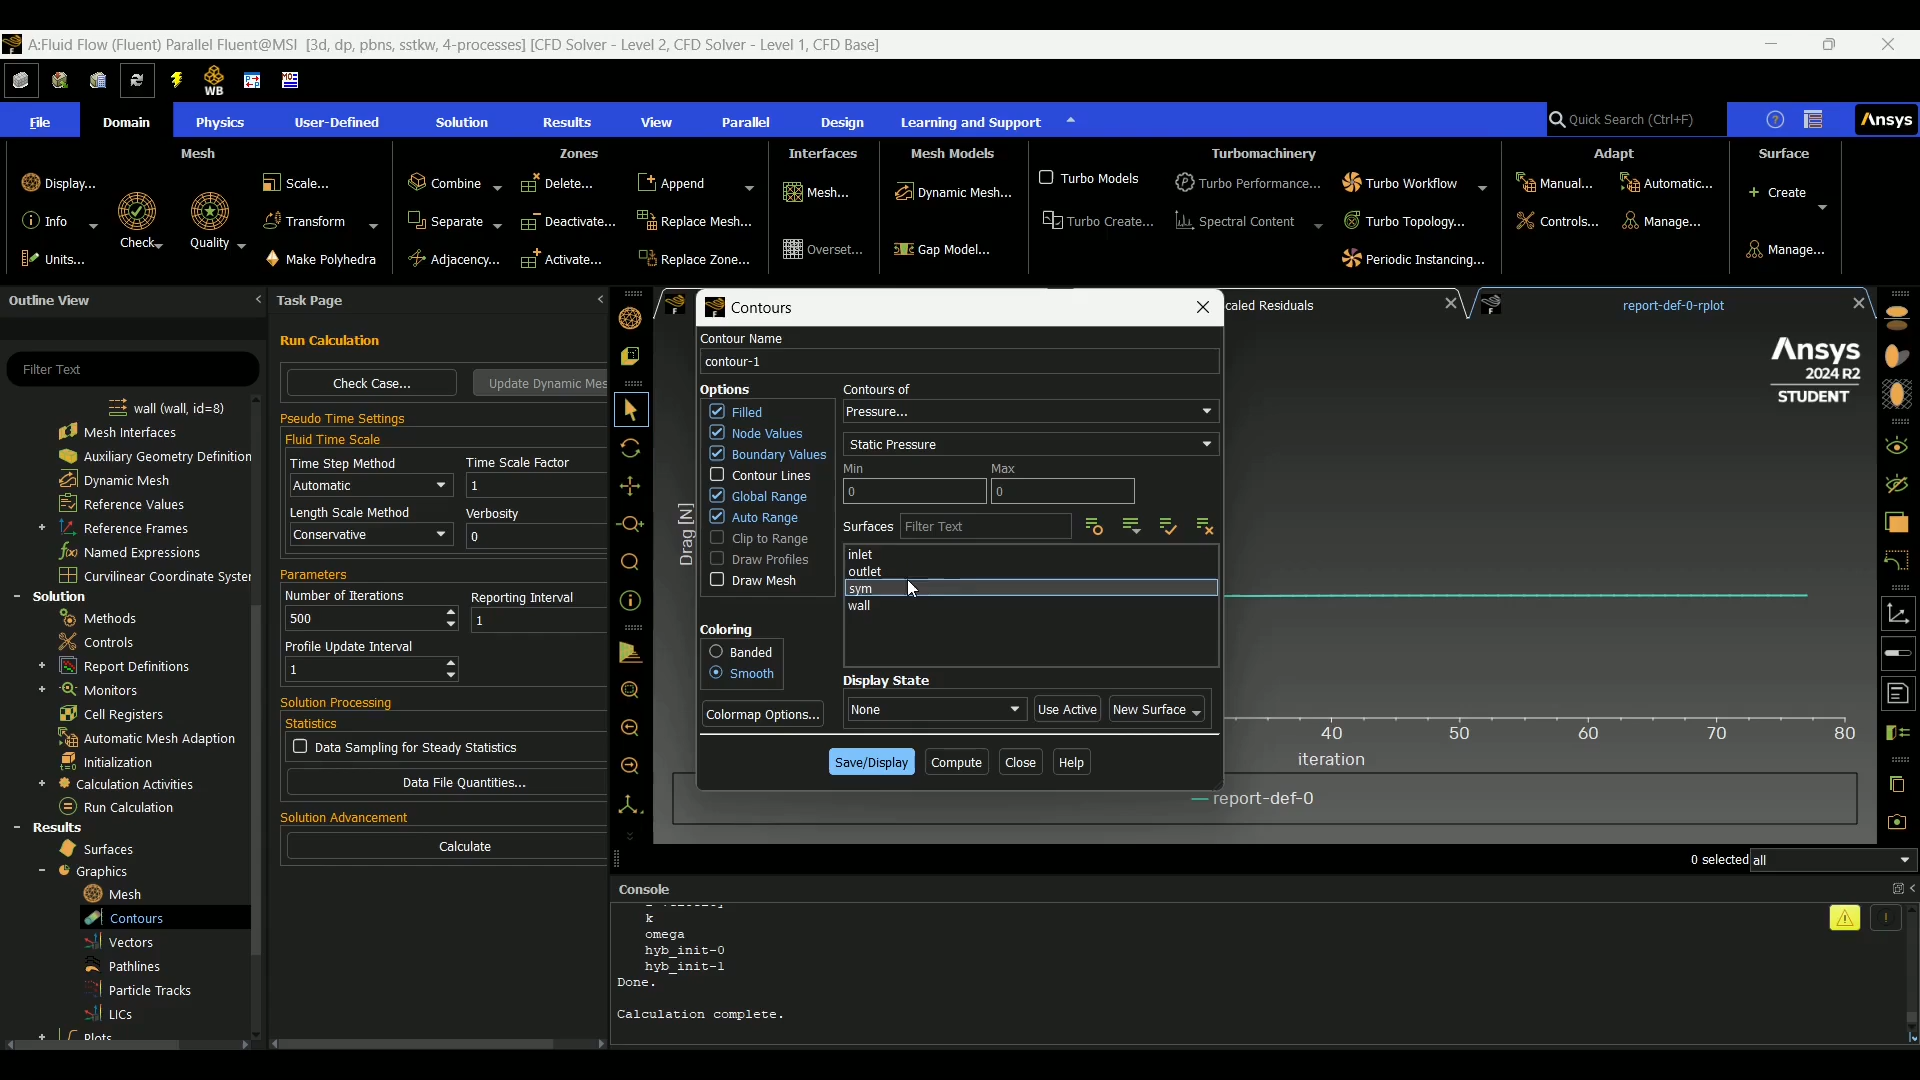 A:Fluid Flow (Fluent) Parallel Fluent@MSI [3d, dp, pbns, sstkw, 4-processes] [CFD Solver - Level 2, CFD Solver - Level 1, CFD Base]
WB
File Domain Physics User-Defined Solution Results View Parallel Design Learning and Support Quick Search (Ctrl+F) Ansys
Mesh
Display...
Info
Units...
Check
Quality
Scale...
Transform
Make Polyhedra
Zones
Combine
Separate
Adjacency...
Delete...
Deactivate...
Activate...
Append
Replace Mesh...
Replace Zone...
Interfaces
Mesh...
Overset...
Mesh Models
Dynamic Mesh...
Gap Model...
Turbomachinery
Turbo Models
Turbo Create...
Turbo Performance...
Spectral Content
Turbo Workflow
Turbo Topology...
Periodic Instancing...
Adapt
Manual...
Controls...
Automatic...
Manage...
Surface
+ Create
Manage...
Outline View
Filter Text
wall (wall, id=8)
Mesh Interfaces
Auxiliary Geometry Definition
Dynamic Mesh
Reference Values
Reference Frames
Named Expressions
Curvilinear Coordinate Syster
Solution
Methods
Controls
Report Definitions
Monitors
Cell Registers
Automatic Mesh Adaption
Initialization
Calculation Activities
Run Calculation
Results
Surfaces
Graphics
Mesh
Contours
Vectors
Pathlines
Particle Tracks
LICs
Plots
Task Page
Run Calculation
Check Case...
Update Dynamic Mes
Pseudo Time Settings
Fluid Time Scale
Time Step Method
Time Scale Factor
Automatic
1
Length Scale Method
Verbosity
Conservative
0
Parameters
Number of Iterations
Reporting Interval
500
1
Profile Update Interval
1
Solution Processing
Statistics
Data Sampling for Steady Statistics
Data File Quantities...
Solution Advancement
Calculate
caled Residuals
report-def-0-rplot
Ansys
2024 R2
STUDENT
Drag [N]
40 50 60 70 80
iteration
report-def-0
Contours
Contour Name
contour-1
Options
Filled
Node Values
Boundary Values
Contour Lines
Global Range
Auto Range
Clip to Range
Draw Profiles
Draw Mesh
Coloring
Banded
Smooth
Colormap Options...
Contours of
Pressure...
Static Pressure
Min
Max
0
0
Surfaces
Filter Text
inlet
outlet
sym
wall
Display State
None
Use Active
New Surface
Save/Display
Compute
Close
Help
0 selected all
Console
k
omega
hyb_init-0
hyb_init-1
Done.
Calculation complete.